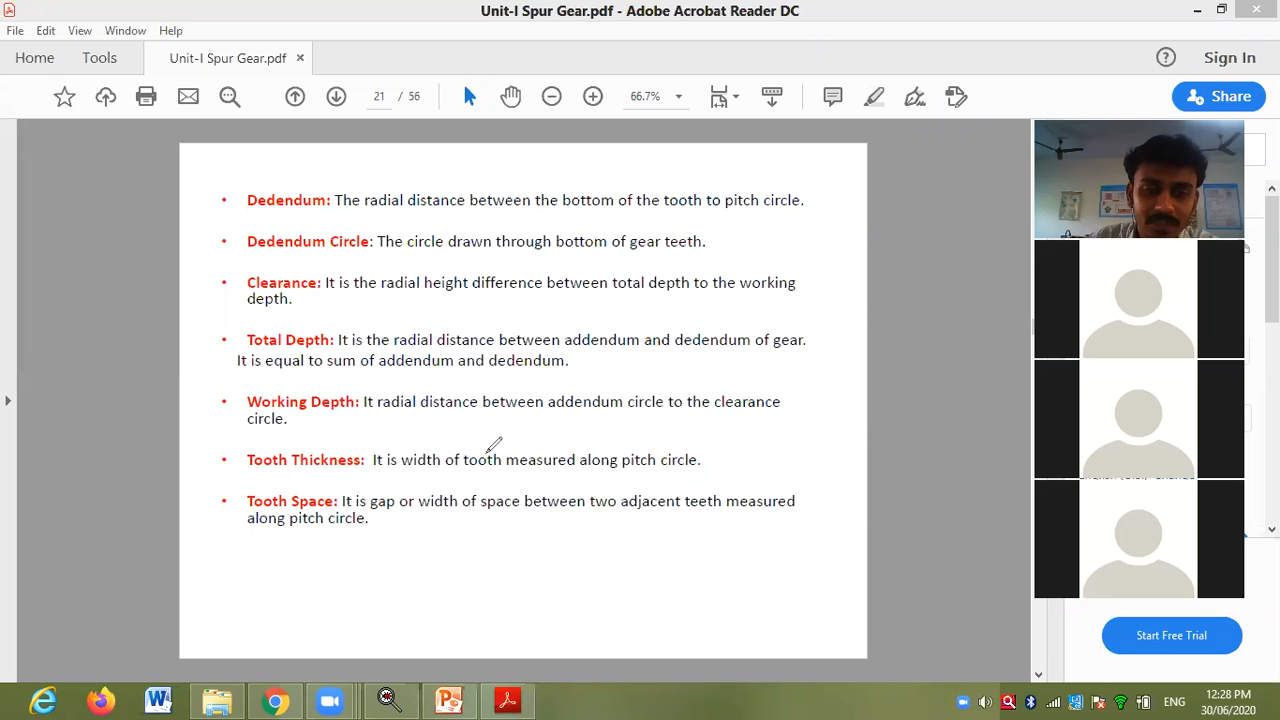 Unit-I Spur Gear.pdf - Adobe Acrobat Reader DC
File Edit View Window Help
Home Tools Unit-I Spur Gear.pdf × Sign In
21 / 56 66.7% Share
• Dedendum: The radial distance between the bottom of the tooth to pitch circle.
• Dedendum Circle: The circle drawn through bottom of gear teeth.
• Clearance: It is the radial height difference between total depth to the working
depth.
• Total Depth: It is the radial distance between addendum and dedendum of gear.
It is equal to sum of addendum and dedendum.
• Working Depth: It radial distance between addendum circle to the clearance
circle.
• Tooth Thickness: It is width of tooth measured along pitch circle.
• Tooth Space: It is gap or width of space between two adjacent teeth measured
along pitch circle.
Start Free Trial
ENG
12:28 PM
30/06/2020